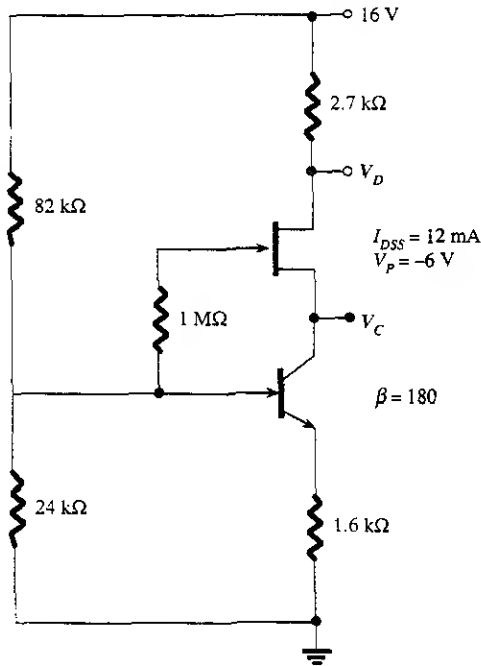 16 V
2.7 kΩ
V_D
82 kΩ
I_DSS = 12 mA
V_P = –6 V
1 MΩ
V_C
β = 180
24 kΩ
1.6 kΩ